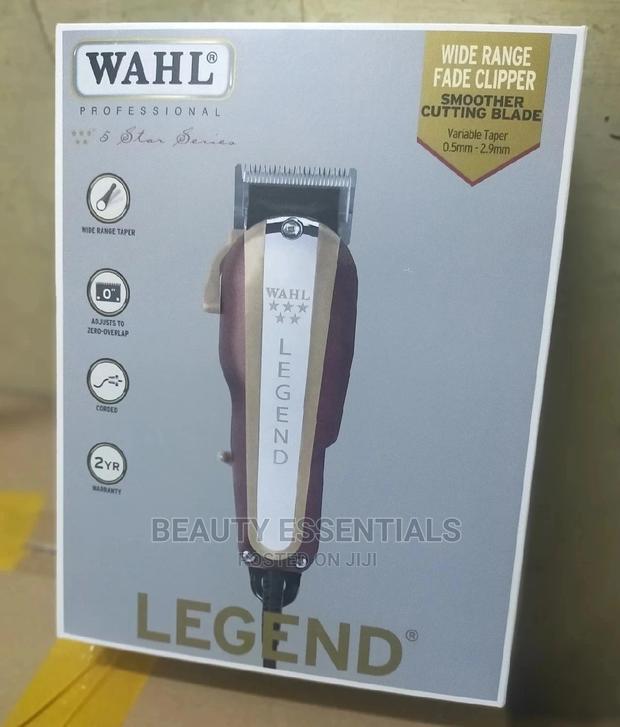 WAHL®
PROFESSIONAL
5 Star Series
WIDE RANGE
FADE CLIPPER
SMOOTHER
CUTTING BLADE
Variable Taper
0.5mm - 2.9mm
WIDE RANGE TAPER
0"
ADJUSTS TO
ZERO-OVERLAP
CORDED
2YR
WARRANTY
WAHL
LEGEND
BEAUTY ESSENTIALS
POSTED ON JIJI
LEGEND®